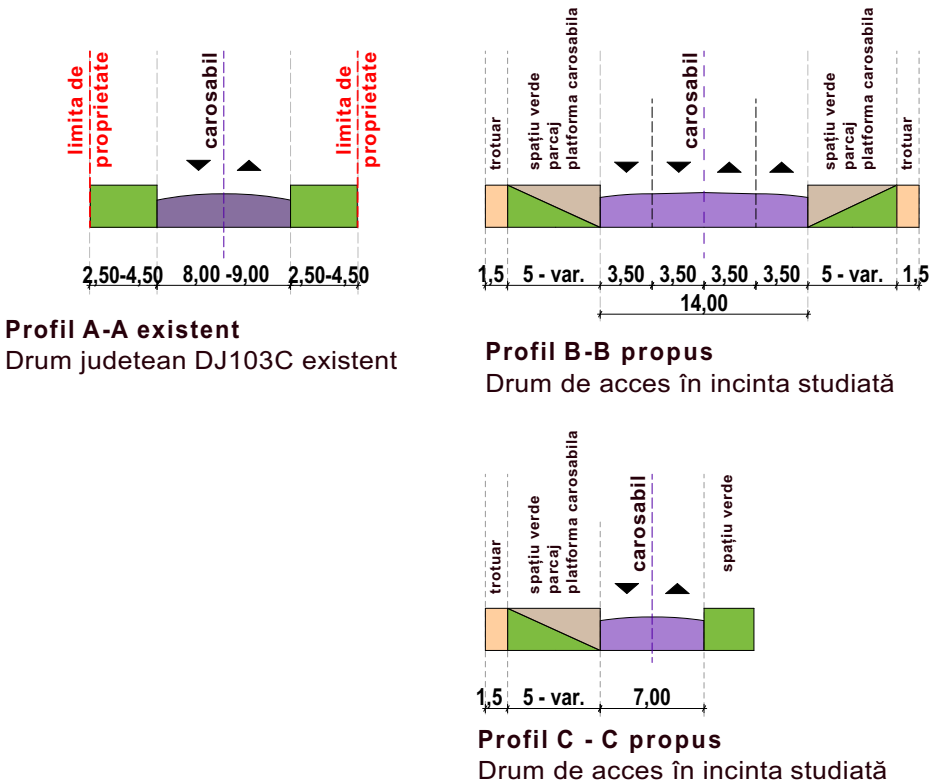 limita de
proprietate
carosabil
limita de
proprietate
2,50-4,50 8,00 -9,00 2,50-4,50
Profil A-A existent
Drum judetean DJ103C existent
trotuar
spațiu verde
parcaj
platforma carosabila
carosabil
spațiu verde
parcaj
platforma carosabila
trotuar
1,5 5 - var. 3,50 3,50 3,50 3,50 5 - var. 1,5
14,00
Profil B-B propus
Drum de acces în incinta studiată
trotuar
spațiu verde
parcaj
platforma carosabila
carosabil
spațiu verde
1,5 5 - var. 7,00
Profil C - C propus
Drum de acces în incinta studiată